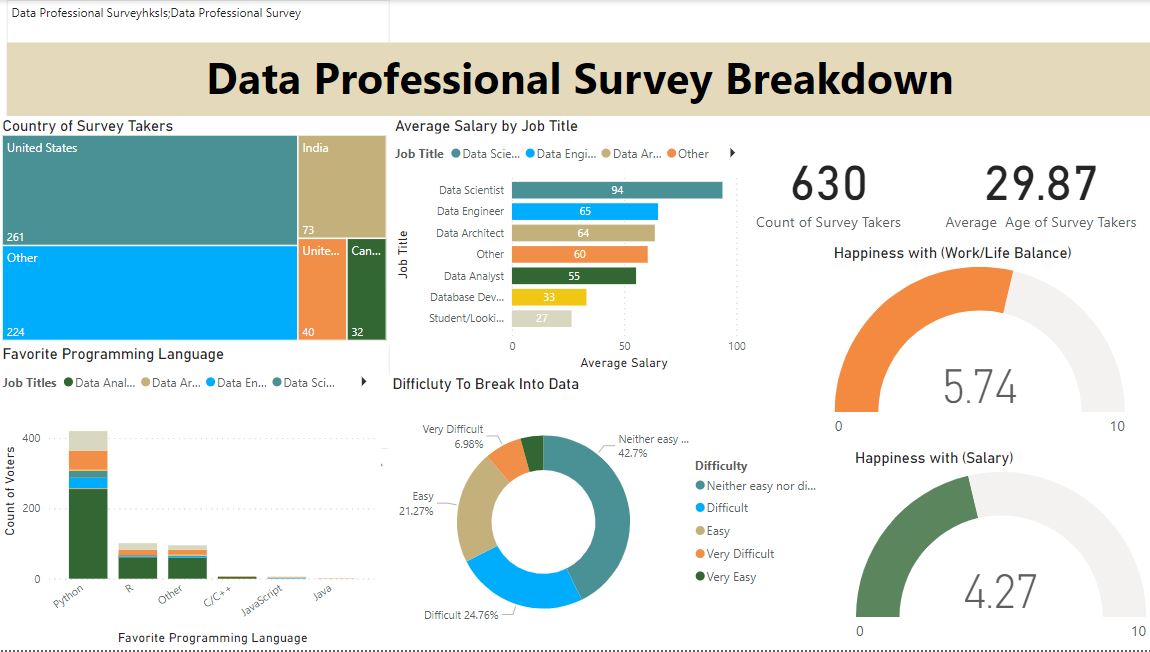 Data Professional Surveyhksls;Data Professional Survey
Data Professional Survey Breakdown
Country of Survey Takers
United States
261
India
73
Other
224
Unite...
40
Can...
32
Average Salary by Job Title
Job Title Data Scie... Data Engi... Data Ar... Other
Job Title
Data Scientist 94
Data Engineer 65
Data Architect 64
Other 60
Data Analyst 55
Database Dev... 33
Student/Looki... 27
0 50 100
Average Salary
630
Count of Survey Takers
29.87
Average Age of Survey Takers
Happiness with (Work/Life Balance)
5.74
0 10
Favorite Programming Language
Job Titles Data Anal... Data Ar... Data En... Data Sci...
Count of Voters
400
200
0
Python R Other C/C++ JavaScript Java
Favorite Programming Language
Difficluty To Break Into Data
Very Difficult
6.98%
Neither easy ...
42.7%
Easy
21.27%
Difficult 24.76%
Difficulty
Neither easy nor di...
Difficult
Easy
Very Difficult
Very Easy
Happiness with (Salary)
4.27
0 10